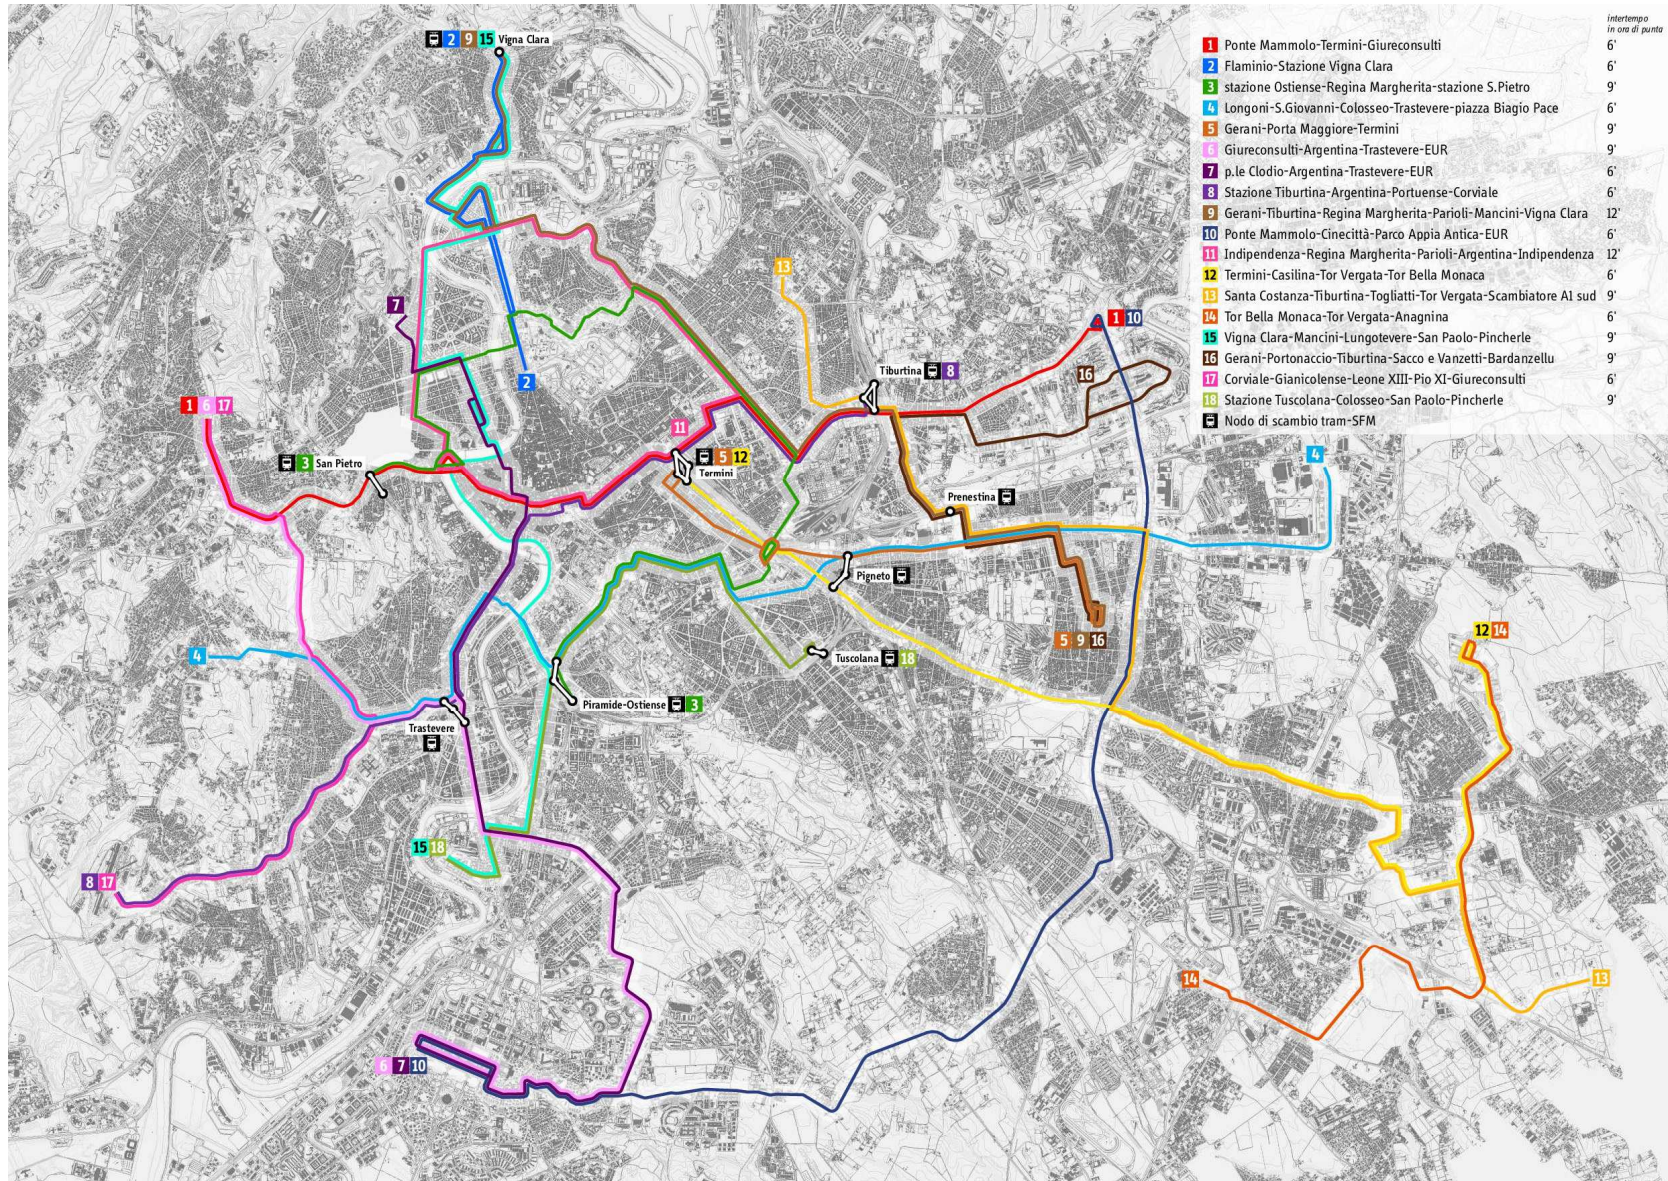 intertempo
in ora di punta
1 Ponte Mammolo-Termini-Giureconsulti 6'
2 Flaminio-Stazione Vigna Clara 6'
3 stazione Ostiense-Regina Margherita-stazione S.Pietro 9'
4 Longoni-S.Giovanni-Colosseo-Trastevere-piazza Biagio Pace 6'
5 Gerani-Porta Maggiore-Termini 9'
6 Giureconsulti-Argentina-Trastevere-EUR 9'
7 p.le Clodio-Argentina-Trastevere-EUR 6'
8 Stazione Tiburtina-Argentina-Portuense-Corviale 6'
9 Gerani-Tiburtina-Regina Margherita-Parioli-Mancini-Vigna Clara 12'
10 Ponte Mammolo-Cinecittà-Parco Appia Antica-EUR 6'
11 Indipendenza-Regina Margherita-Parioli-Argentina-Indipendenza 12'
12 Termini-Casilina-Tor Vergata-Tor Bella Monaca 6'
13 Santa Costanza-Tiburtina-Togliatti-Tor Vergata-Scambiatore A1 sud 9'
14 Tor Bella Monaca-Tor Vergata-Anagnina 6'
15 Vigna Clara-Mancini-Lungotevere-San Paolo-Pincherle 9'
16 Gerani-Portonaccio-Tiburtina-Sacco e Vanzetti-Bardanzellu 9'
17 Corviale-Gianicolense-Leone XIII-Pio XI-Giureconsulti 6'
18 Stazione Tuscolana-Colosseo-San Paolo-Pincherle 9'
Nodo di scambio tram-SFM
2 9 15 Vigna Clara
13
7
1 10
Tiburtina 8
16
2
1 6 17
11
5 12
Termini
4
3 San Pietro
Prenestina
Pigneto
12 14
5 9 16
4
Tuscolana 18
Piramide-Ostiense 3
Trastevere
15 18
8 17
14
13
6 7 10